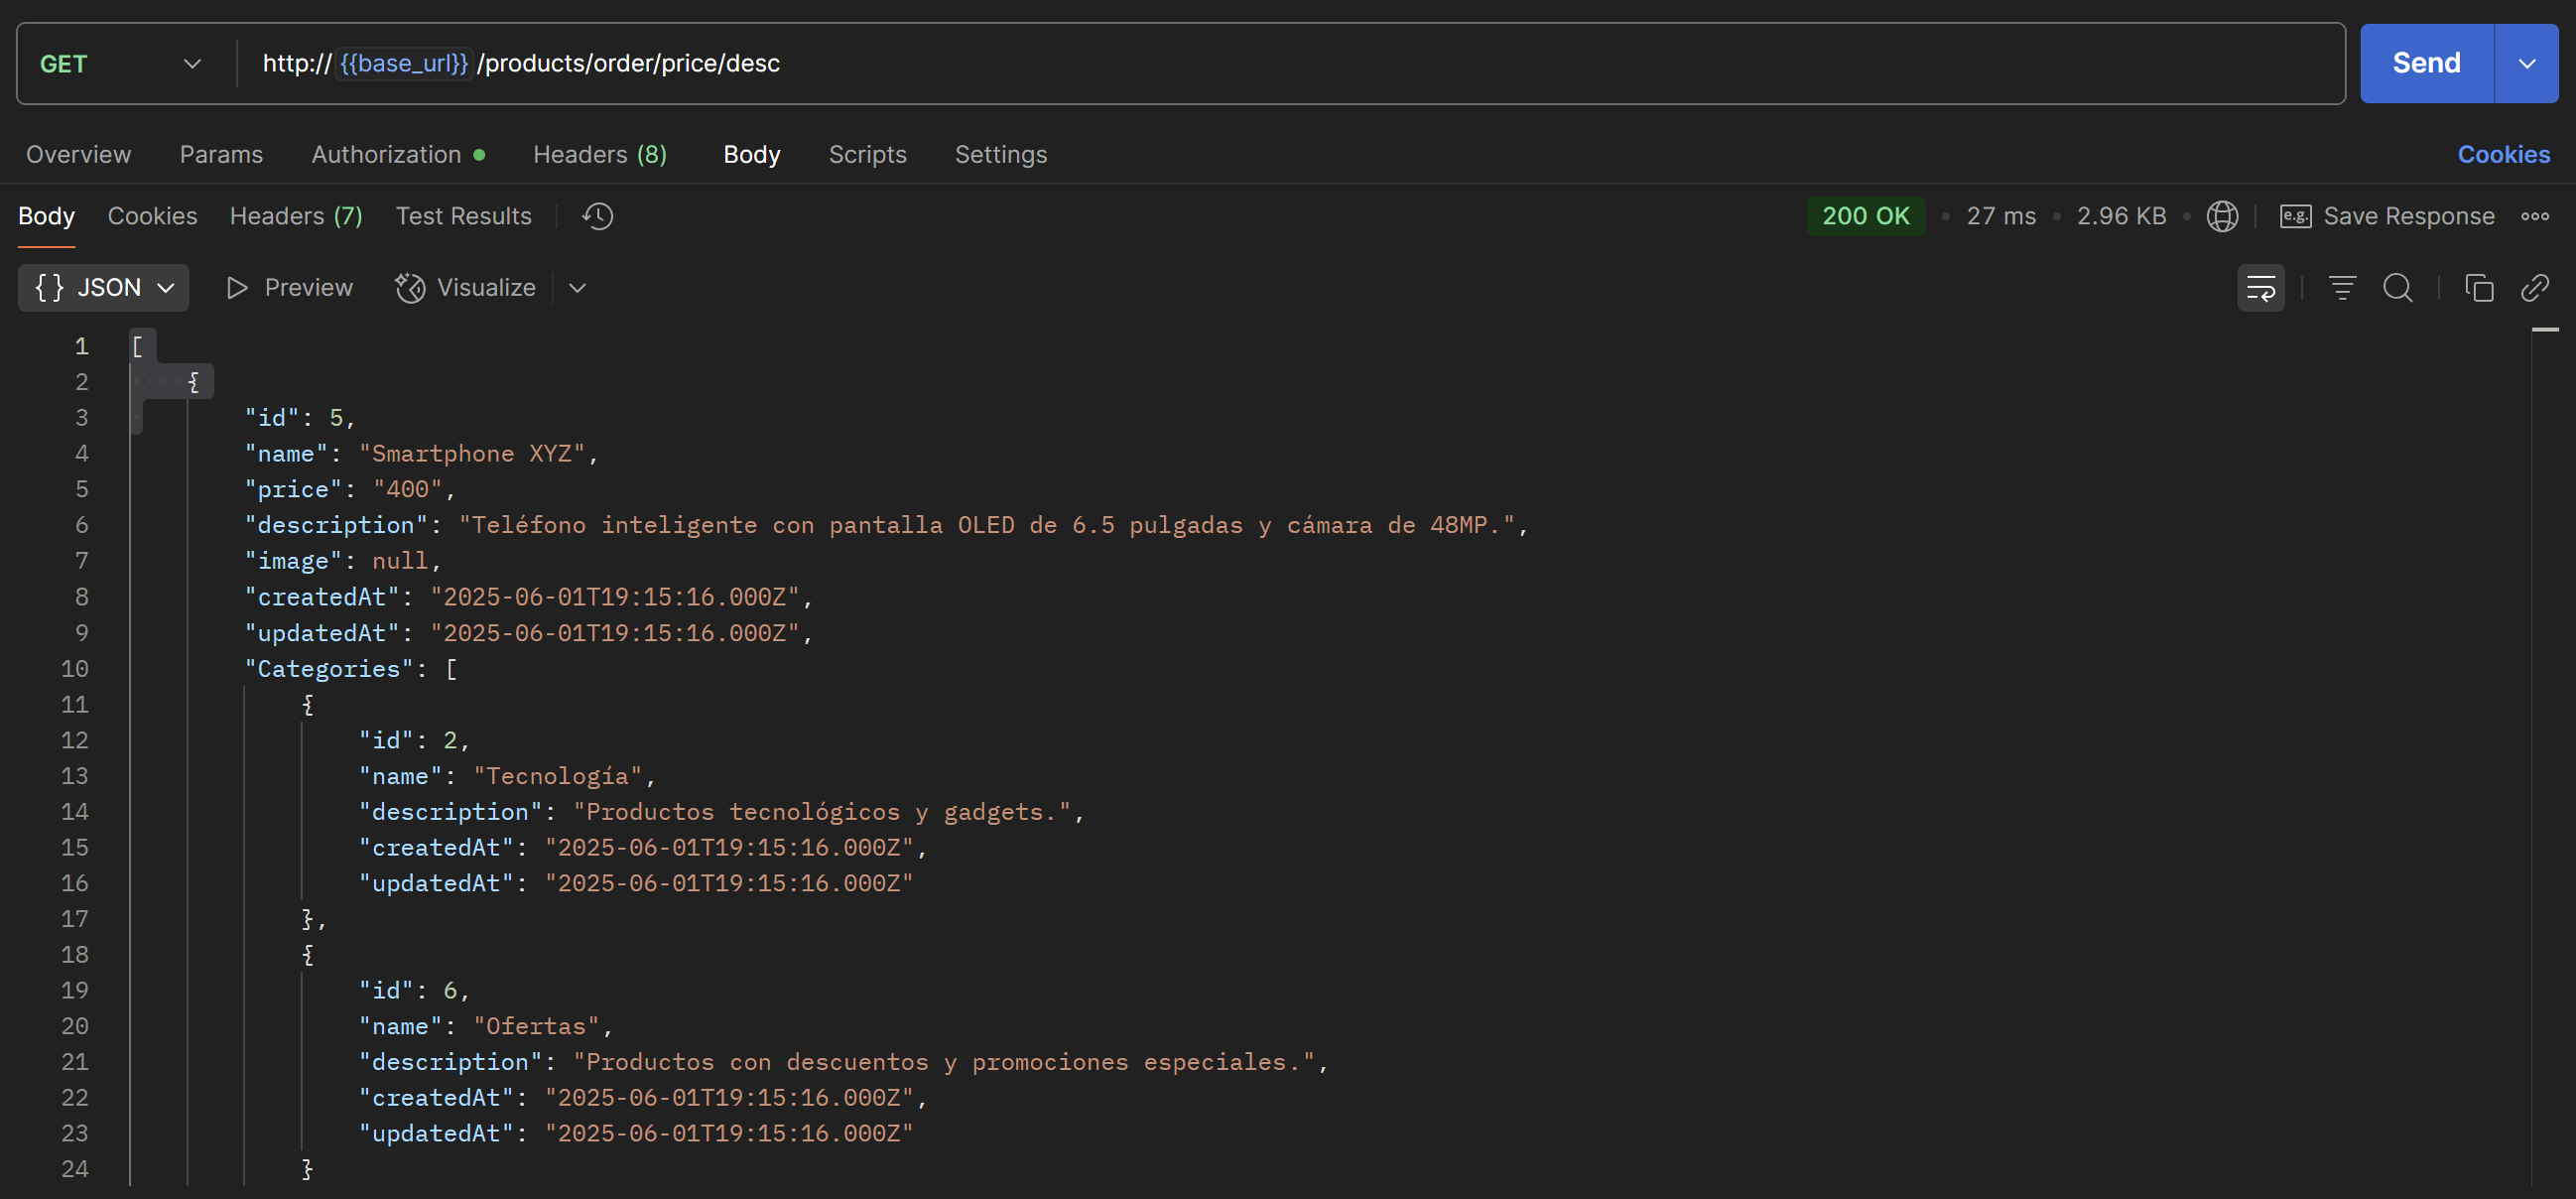 GET http://{{base_url}}/products/order/price/desc Send
Overview Params Authorization Headers (8) Body Scripts Settings Cookies
Body Cookies Headers (7) Test Results 200 OK • 27 ms • 2.96 KB • e.g. Save Response
{} JSON Preview Visualize
1 [
2 {
3 "id": 5,
4 "name": "Smartphone XYZ",
5 "price": "400",
6 "description": "Teléfono inteligente con pantalla OLED de 6.5 pulgadas y cámara de 48MP.",
7 "image": null,
8 "createdAt": "2025-06-01T19:15:16.000Z",
9 "updatedAt": "2025-06-01T19:15:16.000Z",
10 "Categories": [
11 {
12 "id": 2,
13 "name": "Tecnología",
14 "description": "Productos tecnológicos y gadgets.",
15 "createdAt": "2025-06-01T19:15:16.000Z",
16 "updatedAt": "2025-06-01T19:15:16.000Z"
17 },
18 {
19 "id": 6,
20 "name": "Ofertas",
21 "description": "Productos con descuentos y promociones especiales.",
22 "createdAt": "2025-06-01T19:15:16.000Z",
23 "updatedAt": "2025-06-01T19:15:16.000Z"
24 }